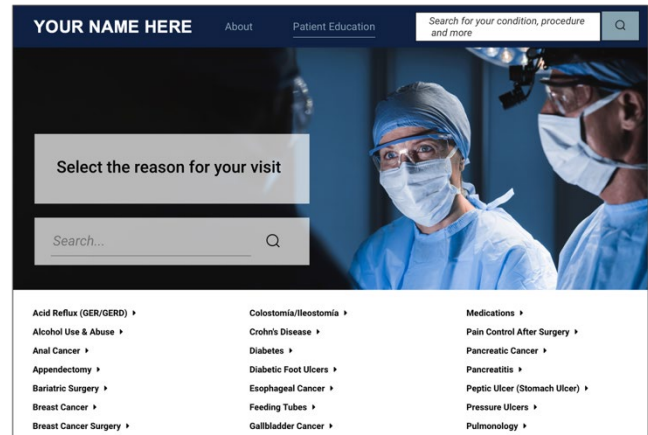 YOUR NAME HERE
About
Patient Education
Search for your condition, procedure
and more
Select the reason for your visit
Search...
Acid Reflux (GER/GERD)
Alcohol Use & Abuse
Anal Cancer
Appendectomy
Bariatric Surgery
Breast Cancer
Breast Cancer Surgery
Colostomía/Ileostomía
Crohn's Disease
Diabetes
Diabetic Foot Ulcers
Esophageal Cancer
Feeding Tubes
Gallbladder Cancer
Medications
Pain Control After Surgery
Pancreatic Cancer
Pancreatitis
Peptic Ulcer (Stomach Ulcer)
Pressure Ulcers
Pulmonology